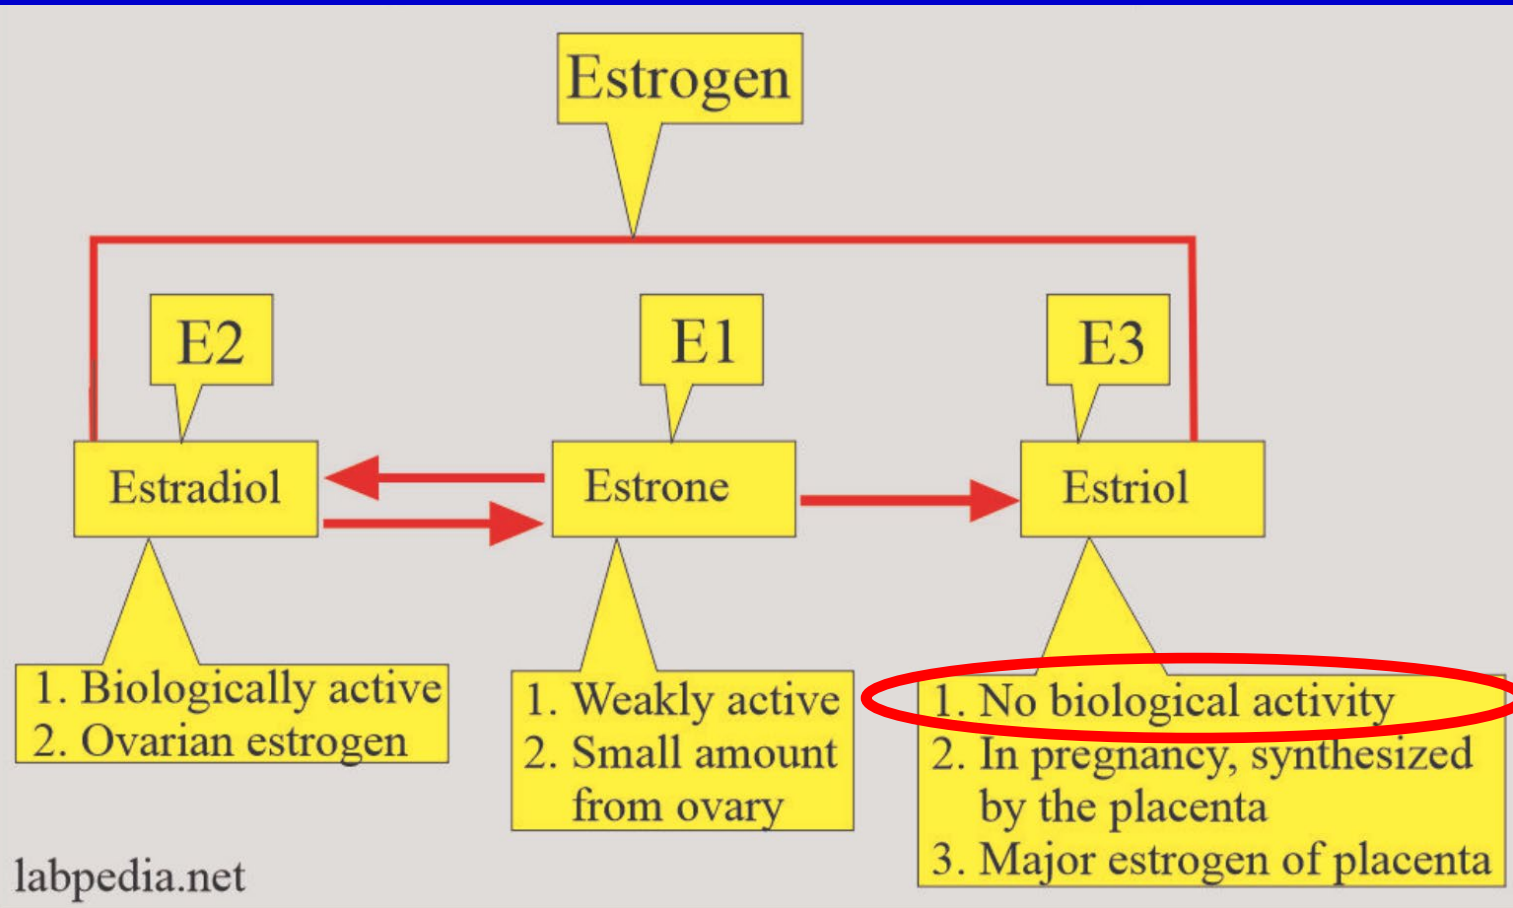 Estrogen
E2
E1
E3
Estradiol
Estrone
Estriol
1. Biologically active
2. Ovarian estrogen
1. Weakly active
2. Small amount
from ovary
1. No biological activity
2. In pregnancy, synthesized
by the placenta
3. Major estrogen of placenta
labpedia.net